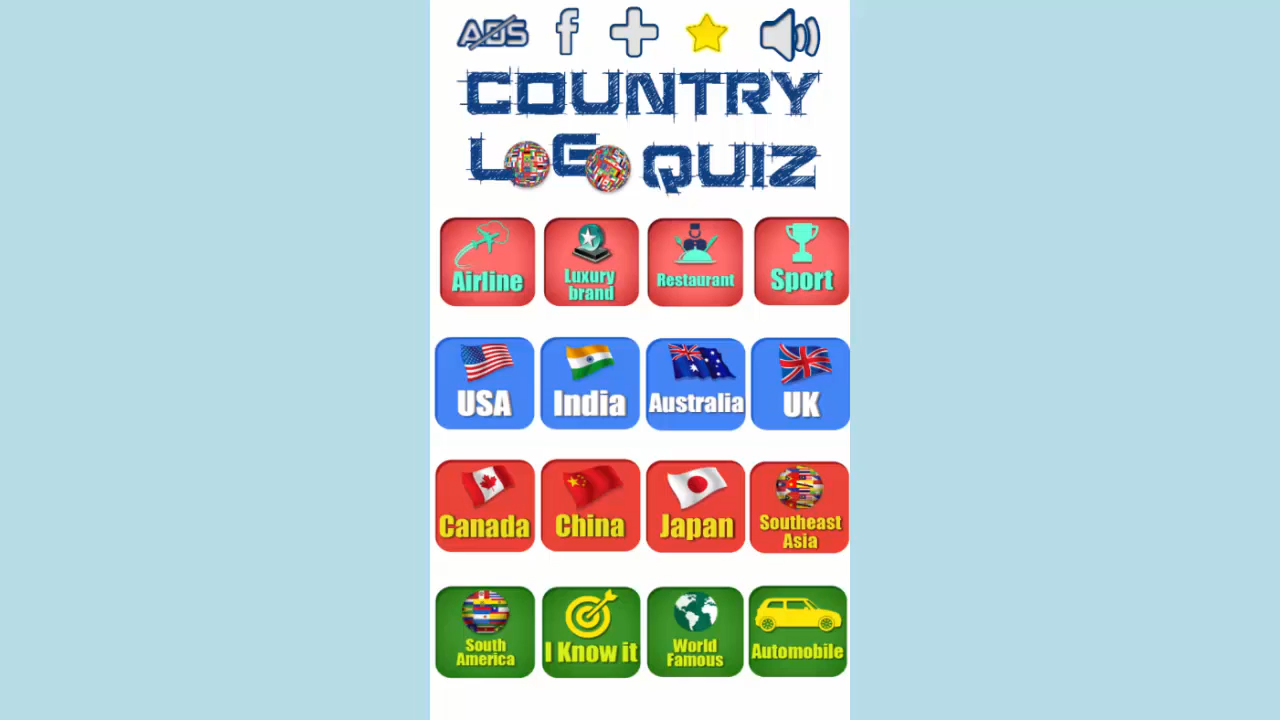 ADS f
COUNTRY
LOGO QUIZ
Airline
Luxury
brand
Restaurant
Sport
USA
India
Australia
UK
Canada
China
Japan
Southeast
Asia
South
America
I Know it
World
Famous
Automobile